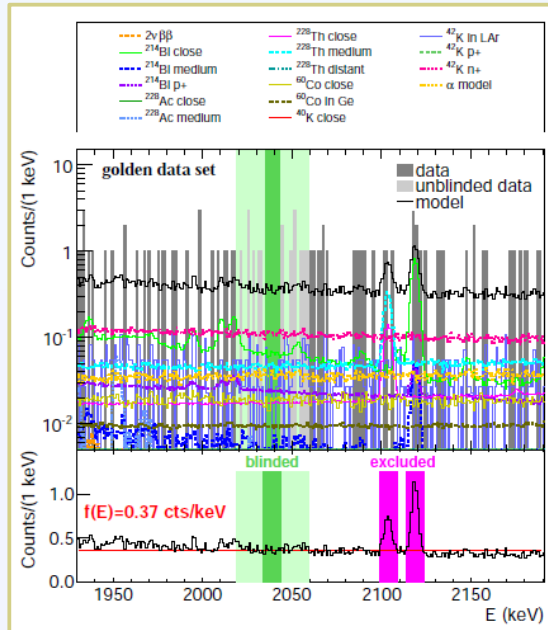 2νββ
²¹⁴Bi close
²¹⁴Bi medium
²¹⁴Bi p+
²²⁸Ac close
²²⁸Ac medium
²²⁸Th close
²²⁸Th medium
²²⁸Th distant
⁶⁰Co close
⁶⁰Co in Ge
⁴⁰K close
⁴²K in LAr
⁴²K p+
⁴²K n+
α model
Counts/(1 keV)
10
1
10⁻¹
10⁻²
golden data set
data
unblinded data
model
blinded
excluded
Counts/(1 keV)
1.0
0.5
0.0
f(E)=0.37 cts/keV
1950 2000 2050 2100 2150
E (keV)